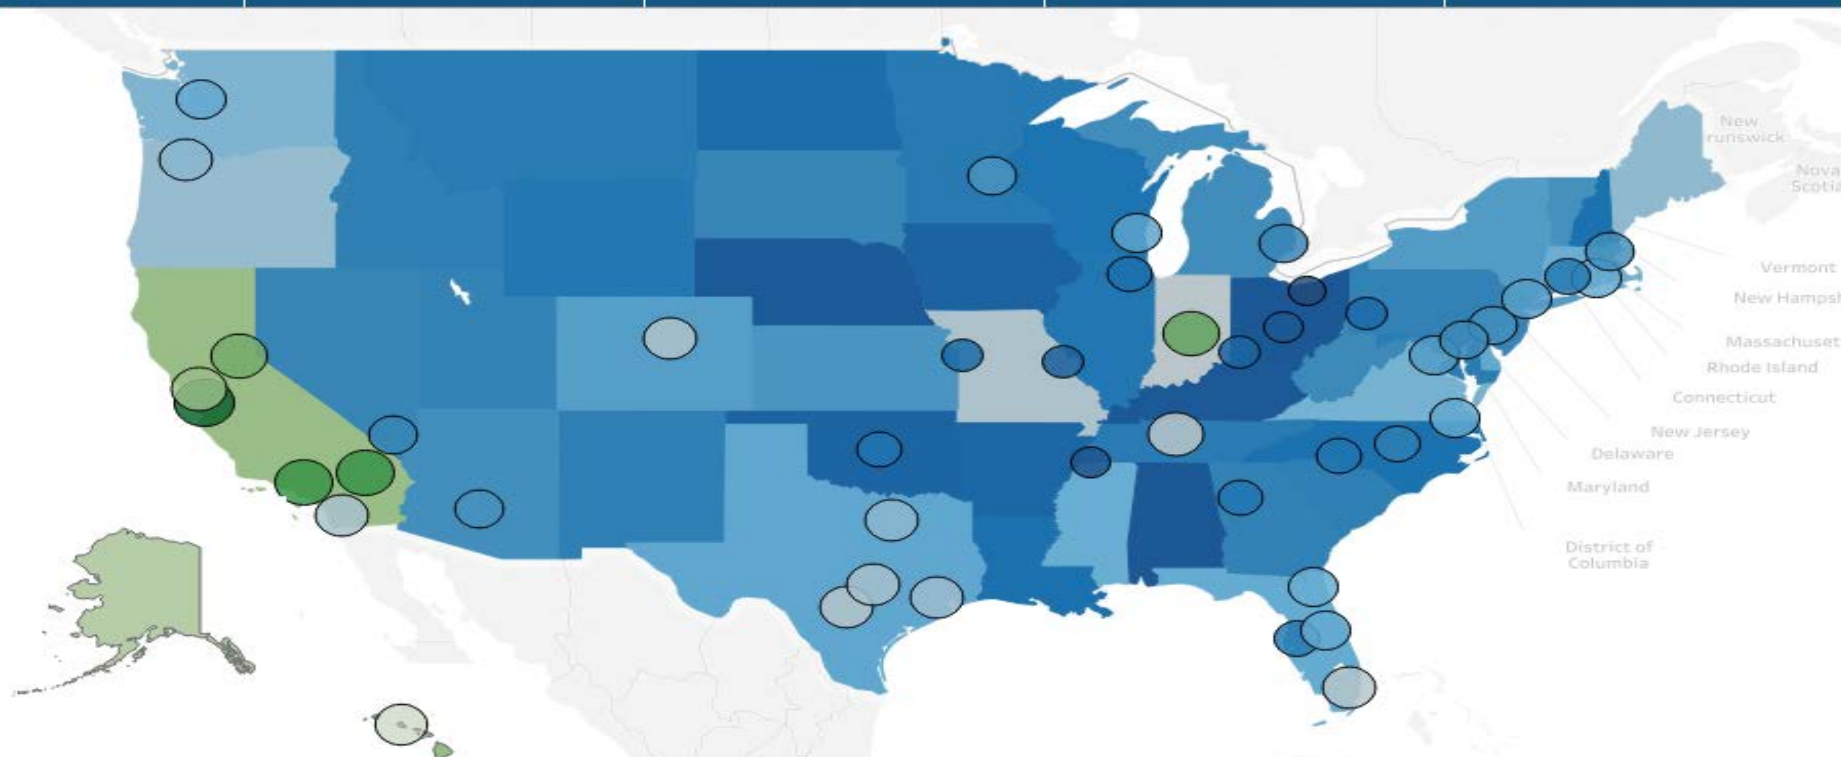 New
runswick
Nova
Scotia
Vermont
New Hampsh
Massachuset
Rhode Island
Connecticut
New Jersey
Delaware
Maryland
District of
Columbia